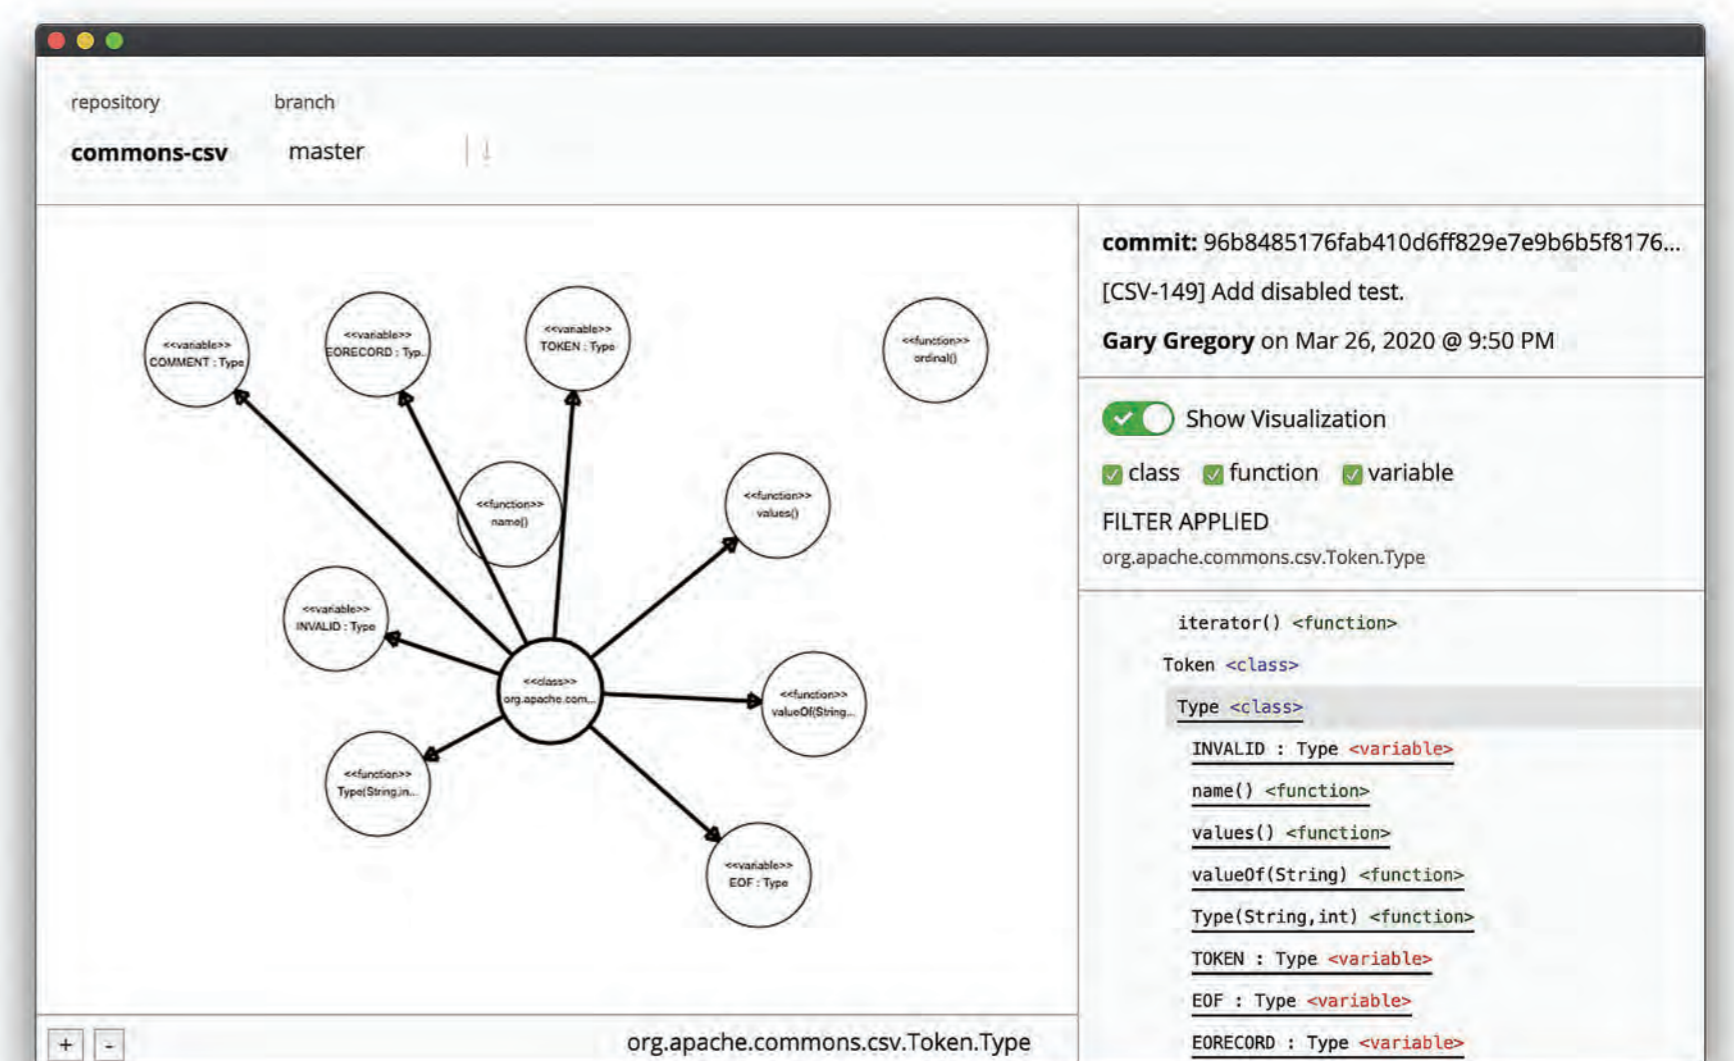 repository branch
commons-csv master
<<variable>>
COMMENT : Type
<<variable>>
EORECORD : Typ...
<<variable>>
TOKEN : Type
<<function>>
ordinal()
<<function>>
name()
<<function>>
values()
<<variable>>
INVALID : Type
<<class>>
org.apache.com...
<<function>>
valueOf(String...
<<function>>
Type(String,in...
<<variable>>
EOF : Type
+ -
org.apache.commons.csv.Token.Type
commit: 96b8485176fab410d6ff829e7e9b6b5f8176...
[CSV-149] Add disabled test.
Gary Gregory on Mar 26, 2020 @ 9:50 PM
Show Visualization
class function variable
FILTER APPLIED
org.apache.commons.csv.Token.Type
iterator() <function>
Token <class>
Type <class>
INVALID : Type <variable>
name() <function>
values() <function>
valueOf(String) <function>
Type(String,int) <function>
TOKEN : Type <variable>
EOF : Type <variable>
EORECORD : Type <variable>